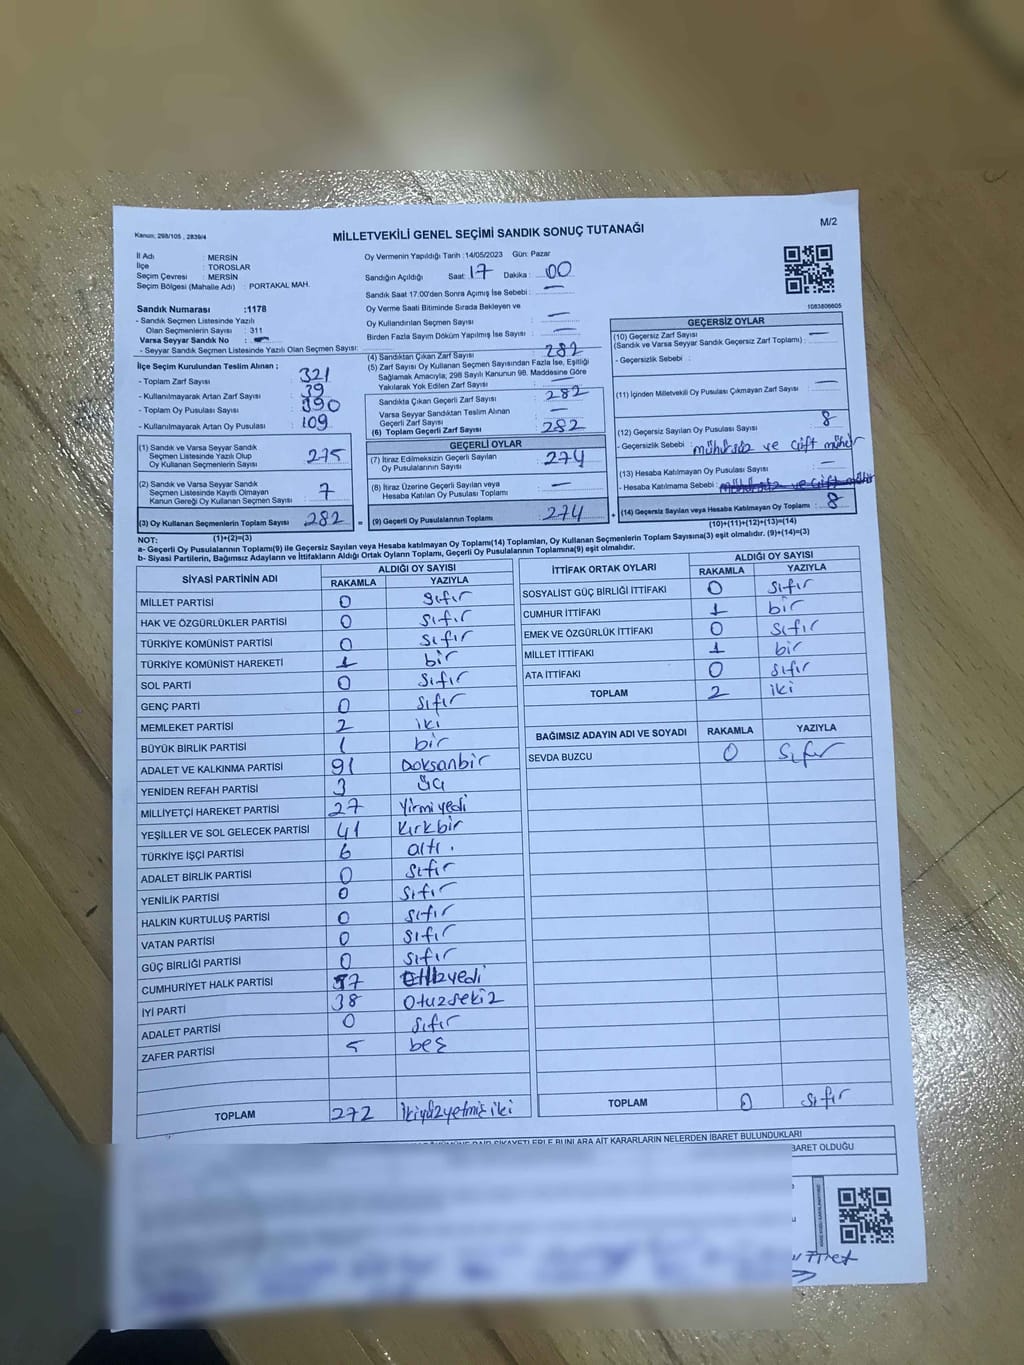 Kanun: 298/105 , 2839/4
MİLLETVEKİLİ GENEL SEÇİMİ SANDIK SONUÇ TUTANAĞI
M/2
İl Adı : MERSİN
İlçe : TOROSLAR
Seçim Çevresi : MERSİN
Seçim Bölgesi (Mahalle Adı) : PORTAKAL MAH.
Sandık Numarası :1178
- Sandık Seçmen Listesinde Yazılı
Olan Seçmenlerin Sayısı : 311
Varsa Seyyar Sandık No :
- Seyyar Sandık Seçmen Listesinde Yazılı Olan Seçmen Sayısı:
İlçe Seçim Kurulundan Teslim Alınan ;
- Toplam Zarf Sayısı : 321
- Kullanılmayarak Artan Zarf Sayısı : 39
- Toplam Oy Pusulası Sayısı : 390
- Kullanılmayarak Artan Oy Pusulası : 109
(1) Sandık ve Varsa Seyyar Sandık
Seçmen Listesinde Yazılı Olup
Oy Kullanan Seçmenlerin Sayısı : 275
(2) Sandık ve Varsa Seyyar Sandık
Seçmen Listesinde Kayıtlı Olmayan
Kanun Gereği Oy Kullanan Seçmen Sayısı : 7
(3) Oy Kullanan Seçmenlerin Toplam Sayısı : 282
Oy Vermenin Yapıldığı Tarih :14/05/2023 Gün: Pazar
Sandığın Açıldığı Saat: 17 Dakika : 00
Sandık Saat 17:00'den Sonra Açımış İse Sebebi : —
Oy Verme Saati Bitiminde Sırada Bekleyen ve
Oy Kullandırılan Seçmen Sayısı : —
Birden Fazla Sayım Döküm Yapılmış İse Sayısı : —
(4) Sandıktan Çıkan Zarf Sayısı : 282
(5) Zarf Sayısı Oy Kullanan Seçmen Sayısından Fazla İse, Eşitliği
Sağlamak Amacıyla; 298 Sayılı Kanunun 98. Maddesine Göre
Yakılarak Yok Edilen Zarf Sayısı : —
Sandıkta Çıkan Geçerli Zarf Sayısı : 282
Varsa Seyyar Sandıktan Teslim Alınan
Geçerli Zarf Sayısı : —
(6) Toplam Geçerli Zarf Sayısı : 282
GEÇERLİ OYLAR
(7) İtiraz Edilmeksizin Geçerli Sayılan
Oy Pusulalarının Sayısı : 274
(8) İtiraz Üzerine Geçerli Sayılan veya
Hesaba Katılan Oy Pusulası Toplamı : —
= (9) Geçerli Oy Pusulalarının Toplamı : 274 +
1083806605
GEÇERSİZ OYLAR
(10) Geçersiz Zarf Sayısı : —
(Sandık ve Varsa Seyyar Sandık Geçersiz Zarf Toplamı) :
- Geçersizlik Sebebi :
(11) İçinden Milletvekili Oy Pusulası Çıkmayan Zarf Sayısı : —
(12) Geçersiz Sayılan Oy Pusulası Sayısı : 8
- Geçersizlik Sebebi : mühürsüz ve çift mühür
(13) Hesaba Katılmayan Oy Pusulası Sayısı : —
- Hesaba Katılmama Sebebi : mühürsüz ve çift mühür
(14) Geçersiz Sayılan veya Hesaba Katılmayan Oy Toplamı : 8
(10)+(11)+(12)+(13)=(14)
NOT: (1)+(2)=(3)
a- Geçerli Oy Pusulaları Toplamı(9) ile Geçersiz Sayılan veya Hesaba katılmayan Oy Toplamı(14) Toplamları, Oy Kullanan Seçmenlerin Toplam Sayısına(3) eşit olmalıdır. (9)+(14)=(3)
b- Siyasi Partilerin, Bağımsız Adayların ve İttifakların Aldığı Ortak Oyların Toplamı, Geçerli Oy Pusulalarının Toplamına(9) eşit olmalıdır.
SİYASİ PARTİNİN ADI ALDIĞI OY SAYISI
RAKAMLA YAZIYLA
MİLLET PARTİSİ 0 sıfır
HAK VE ÖZGÜRLÜKLER PARTİSİ 0 sıfır
TÜRKİYE KOMÜNİST PARTİSİ 0 sıfır
TÜRKİYE KOMÜNİST HAREKETİ 1 bir
SOL PARTİ 0 sıfır
GENÇ PARTİ 0 sıfır
MEMLEKET PARTİSİ 2 iki
BÜYÜK BİRLİK PARTİSİ 1 bir
ADALET VE KALKINMA PARTİSİ 91 Doksanbir
YENİDEN REFAH PARTİSİ 3 üç
MİLLİYETÇİ HAREKET PARTİSİ 27 Yirmiyedi
YEŞİLLER VE SOL GELECEK PARTİSİ 41 Kırkbir
TÜRKİYE İŞÇİ PARTİSİ 6 altı .
ADALET BİRLİK PARTİSİ 0 sıfır
YENİLİK PARTİSİ 0 sıfır
HALKIN KURTULUŞ PARTİSİ 0 sıfır
VATAN PARTİSİ 0 sıfır
GÜÇ BİRLİĞİ PARTİSİ 0 sıfır
CUMHURİYET HALK PARTİSİ 57 Elliyedi
İYİ PARTİ 38 Otuzsekiz
ADALET PARTİSİ 0 sıfır
ZAFER PARTİSİ 5 beş
TOPLAM 272 İkiyüzyetmişiki
İTTİFAK ORTAK OYLARI ALDIĞI OY SAYISI
RAKAMLA YAZIYLA
SOSYALİST GÜÇ BİRLİĞİ İTTİFAKI 0 sıfır
CUMHUR İTTİFAKI 1 bir
EMEK VE ÖZGÜRLÜK İTTİFAKI 0 sıfır
MİLLET İTTİFAKI 1 bir
ATA İTTİFAKI 0 sıfır
TOPLAM 2 iki
BAĞIMSIZ ADAYIN ADI VE SOYADI RAKAMLA YAZIYLA
SEVDA BUZCU 0 sıfır
TOPLAM 0 sıfır
ŞİKAYETLERLE BUNLARA AİT KARARLARIN NELERDEN İBARET BULUNDUKLARI
BARET OLDUĞU